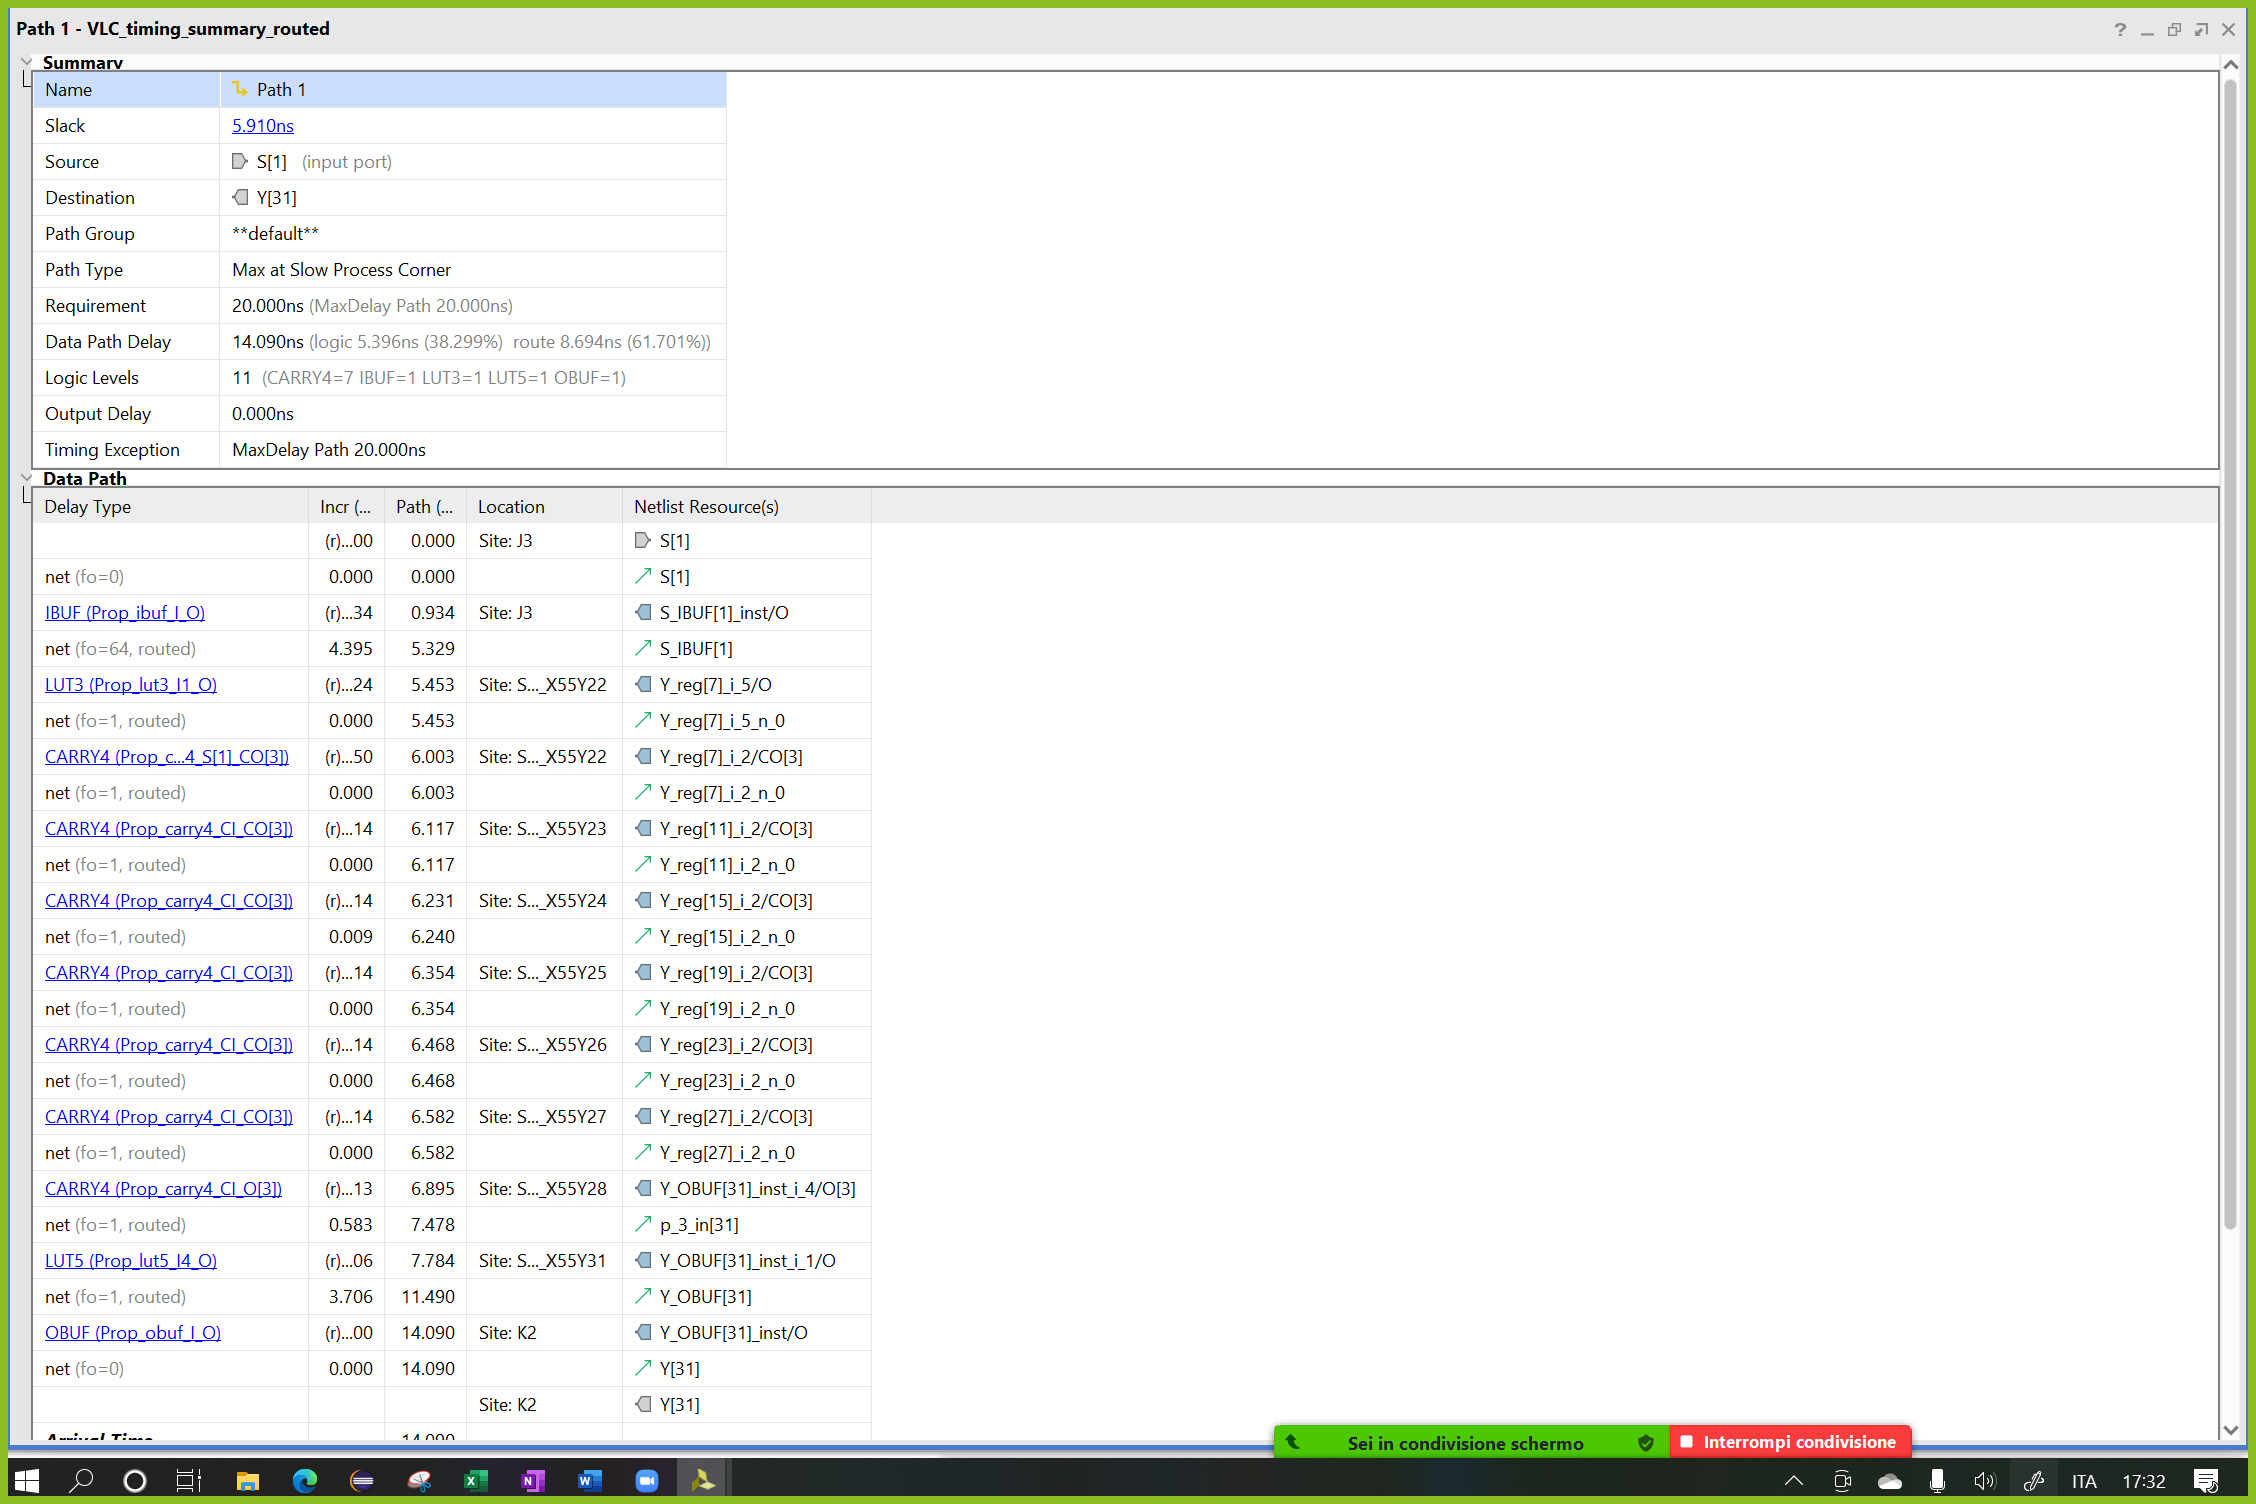 Path 1 - VLC_timing_summary_routed
Summary
Name Path 1
Slack 5.910ns
Source S[1] (input port)
Destination Y[31]
Path Group **default**
Path Type Max at Slow Process Corner
Requirement 20.000ns (MaxDelay Path 20.000ns)
Data Path Delay 14.090ns (logic 5.396ns (38.299%) route 8.694ns (61.701%))
Logic Levels 11 (CARRY4=7 IBUF=1 LUT3=1 LUT5=1 OBUF=1)
Output Delay 0.000ns
Timing Exception MaxDelay Path 20.000ns
Data Path
Delay Type Incr (... Path (... Location Netlist Resource(s)
(r)...00 0.000 Site: J3 S[1]
net (fo=0) 0.000 0.000 S[1]
IBUF (Prop_ibuf_I_O) (r)...34 0.934 Site: J3 S_IBUF[1]_inst/O
net (fo=64, routed) 4.395 5.329 S_IBUF[1]
LUT3 (Prop_lut3_I1_O) (r)...24 5.453 Site: S..._X55Y22 Y_reg[7]_i_5/O
net (fo=1, routed) 0.000 5.453 Y_reg[7]_i_5_n_0
CARRY4 (Prop_c...4_S[1]_CO[3]) (r)...50 6.003 Site: S..._X55Y22 Y_reg[7]_i_2/CO[3]
net (fo=1, routed) 0.000 6.003 Y_reg[7]_i_2_n_0
CARRY4 (Prop_carry4_CI_CO[3]) (r)...14 6.117 Site: S..._X55Y23 Y_reg[11]_i_2/CO[3]
net (fo=1, routed) 0.000 6.117 Y_reg[11]_i_2_n_0
CARRY4 (Prop_carry4_CI_CO[3]) (r)...14 6.231 Site: S..._X55Y24 Y_reg[15]_i_2/CO[3]
net (fo=1, routed) 0.009 6.240 Y_reg[15]_i_2_n_0
CARRY4 (Prop_carry4_CI_CO[3]) (r)...14 6.354 Site: S..._X55Y25 Y_reg[19]_i_2/CO[3]
net (fo=1, routed) 0.000 6.354 Y_reg[19]_i_2_n_0
CARRY4 (Prop_carry4_CI_CO[3]) (r)...14 6.468 Site: S..._X55Y26 Y_reg[23]_i_2/CO[3]
net (fo=1, routed) 0.000 6.468 Y_reg[23]_i_2_n_0
CARRY4 (Prop_carry4_CI_CO[3]) (r)...14 6.582 Site: S..._X55Y27 Y_reg[27]_i_2/CO[3]
net (fo=1, routed) 0.000 6.582 Y_reg[27]_i_2_n_0
CARRY4 (Prop_carry4_CI_O[3]) (r)...13 6.895 Site: S..._X55Y28 Y_OBUF[31]_inst_i_4/O[3]
net (fo=1, routed) 0.583 7.478 p_3_in[31]
LUT5 (Prop_lut5_I4_O) (r)...06 7.784 Site: S..._X55Y31 Y_OBUF[31]_inst_i_1/O
net (fo=1, routed) 3.706 11.490 Y_OBUF[31]
OBUF (Prop_obuf_I_O) (r)...00 14.090 Site: K2 Y_OBUF[31]_inst/O
net (fo=0) 0.000 14.090 Y[31]
Site: K2 Y[31]
Arrival Time 14.090
Sei in condivisione schermo Interrompi condivisione
ITA 17:32